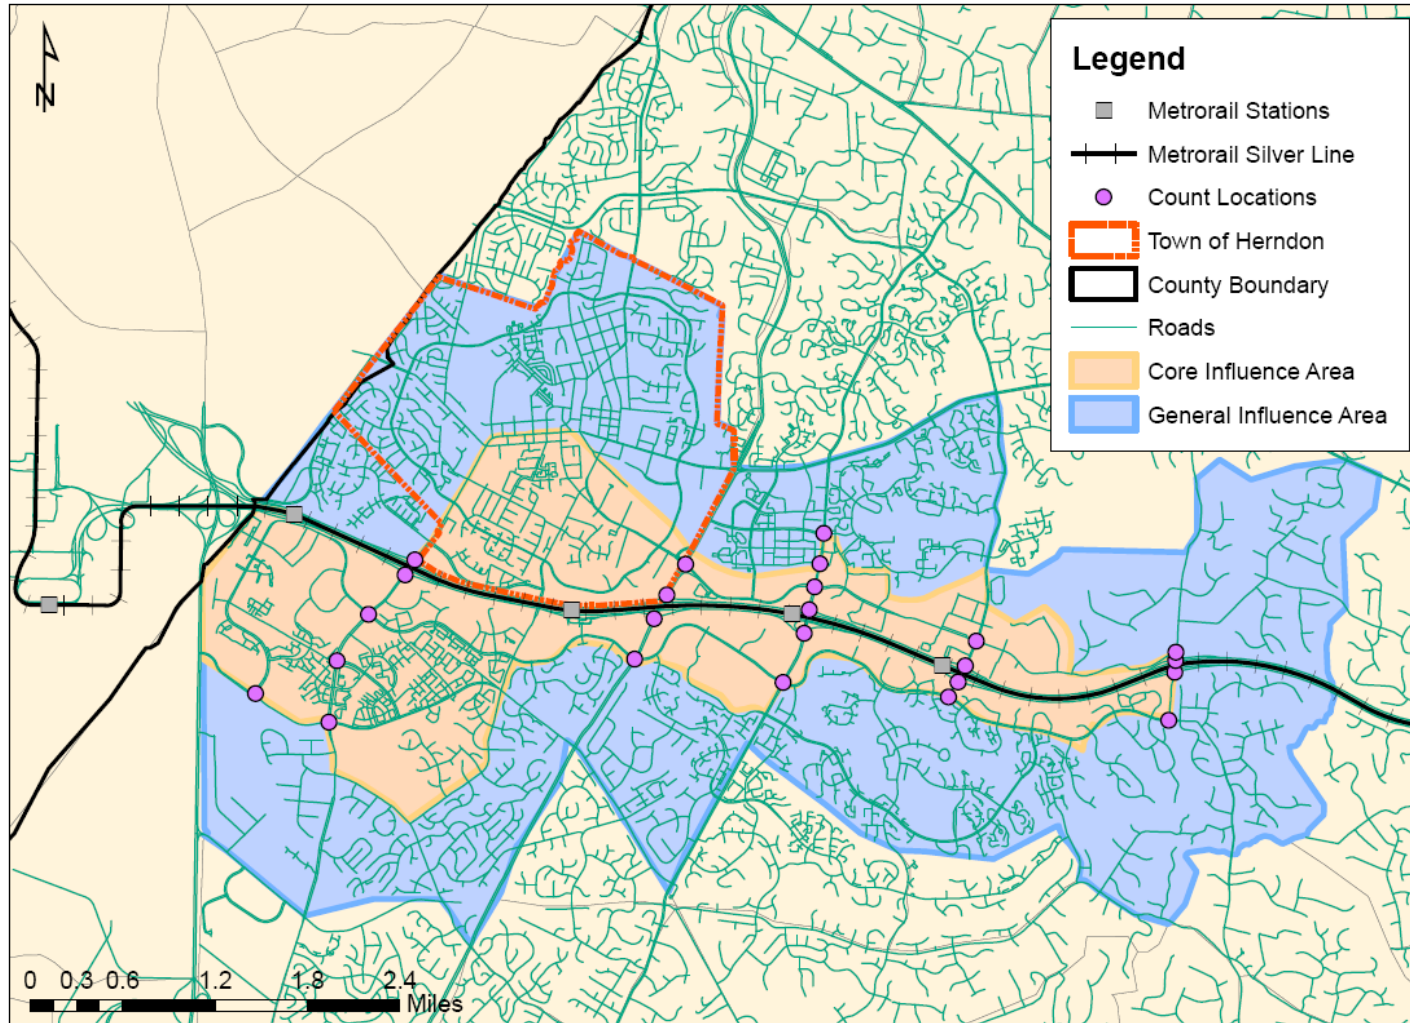 N
Legend
Metrorail Stations
Metrorail Silver Line
Count Locations
Town of Herndon
County Boundary
Roads
Core Influence Area
General Influence Area
0 0.3 0.6 1.2 1.8 2.4
Miles